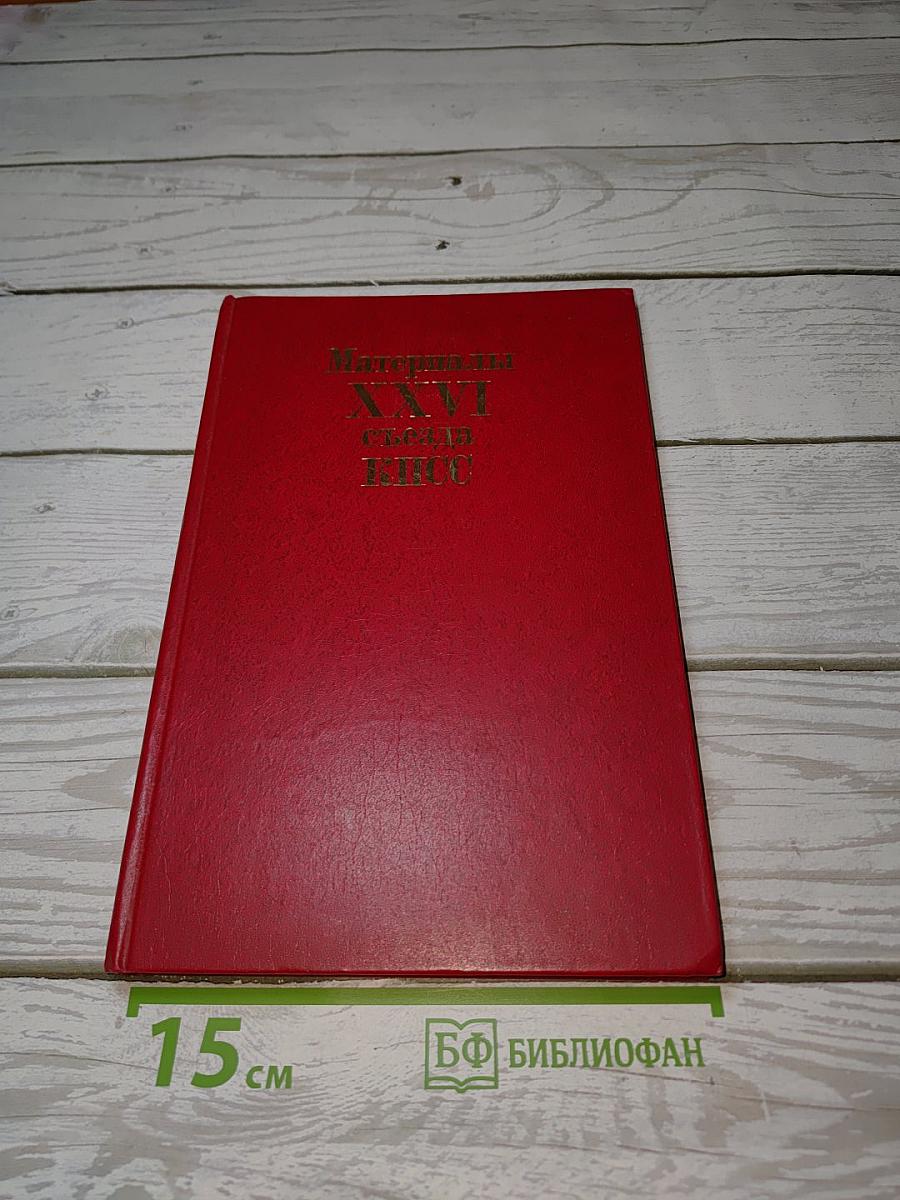 Материалы
XXVI
съезда
КПСС
15 см
БФ БИБЛИОФАН